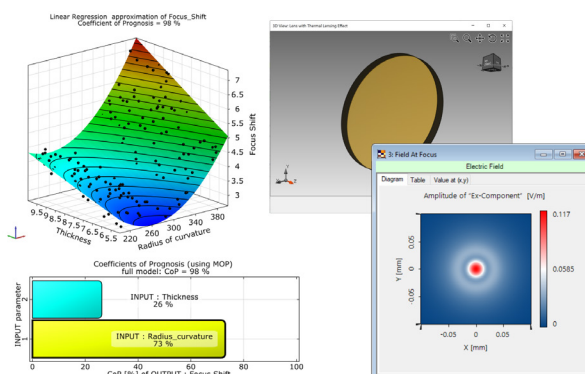 Linear Regression approximation of Focus_Shift
Coefficient of Prognosis = 98 %
7
6.5
6
5.5
5
4.5
4
3.5
3
Focus Shift
9.5
9
8.5
8
7.5
7
6.5
6
5.5
Thickness
220
260
300
340
380
Radius of curvature
Coefficients of Prognosis (using MOP)
full model: CoP = 98 %
INPUT parameter
2
1
INPUT : Thickness
26 %
INPUT : Radius_curvature
73 %
0
20
40
60
80
100
CoP [%] of OUTPUT : Focus_Shift
3D View: Lens with Thermal Lensing Effect
3: Field At Focus
Electric Field
Diagram
Table
Value at (x,y)
Amplitude of "Ex-Component" [V/m]
0.05
0
-0.05
Y [mm]
-0.05
0
0.05
X [mm]
0.117
0.0585
0